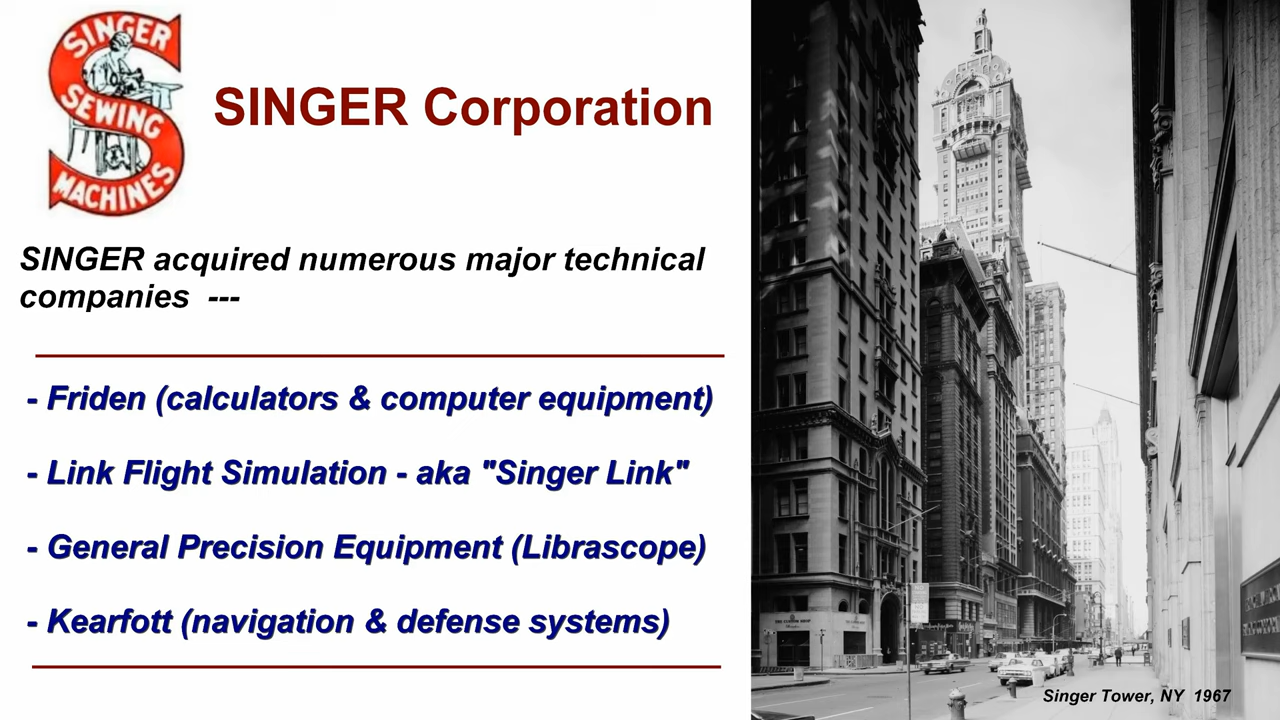 SINGER
SEWING
MACHINES
SINGER Corporation
SINGER acquired numerous major technical
companies ---
- Friden (calculators & computer equipment)
- Link Flight Simulation - aka "Singer Link"
- General Precision Equipment (Librascope)
- Kearfott (navigation & defense systems)
Singer Tower, NY 1967